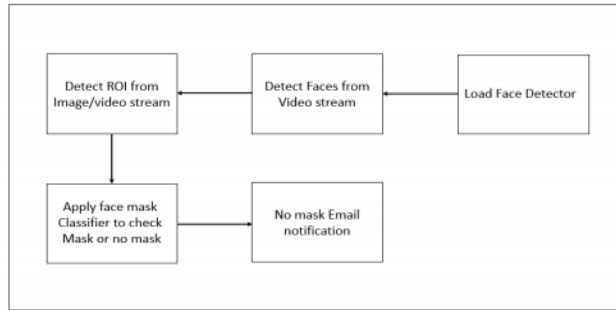 Detect ROI from
Image/video stream
Detect Faces from
Video stream
Load Face Detector
Apply face mask
Classifier to check
Mask or no mask
No mask Email
notification